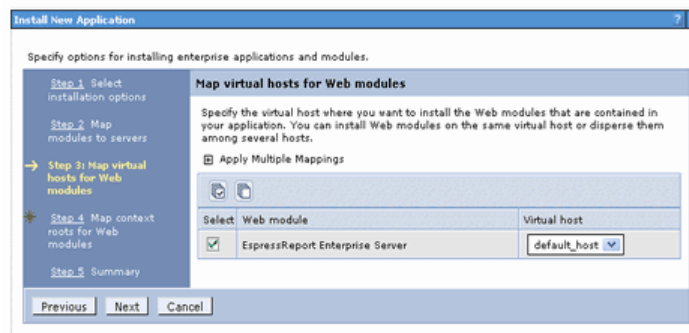 Install New Application ?
Specify options for installing enterprise applications and modules.
Step 1 Select
installation options
Step 2 Map
modules to servers
Step 3: Map virtual
hosts for Web
modules
Step 4 Map context
roots for Web
modules
Step 5 Summary
Map virtual hosts for Web modules
Specify the virtual host where you want to install the Web modules that are contained in
your application. You can install Web modules on the same virtual host or disperse them
among several hosts.
Apply Multiple Mappings
Select Web module Virtual host
EspressReport Enterprise Server default_host
Previous Next Cancel